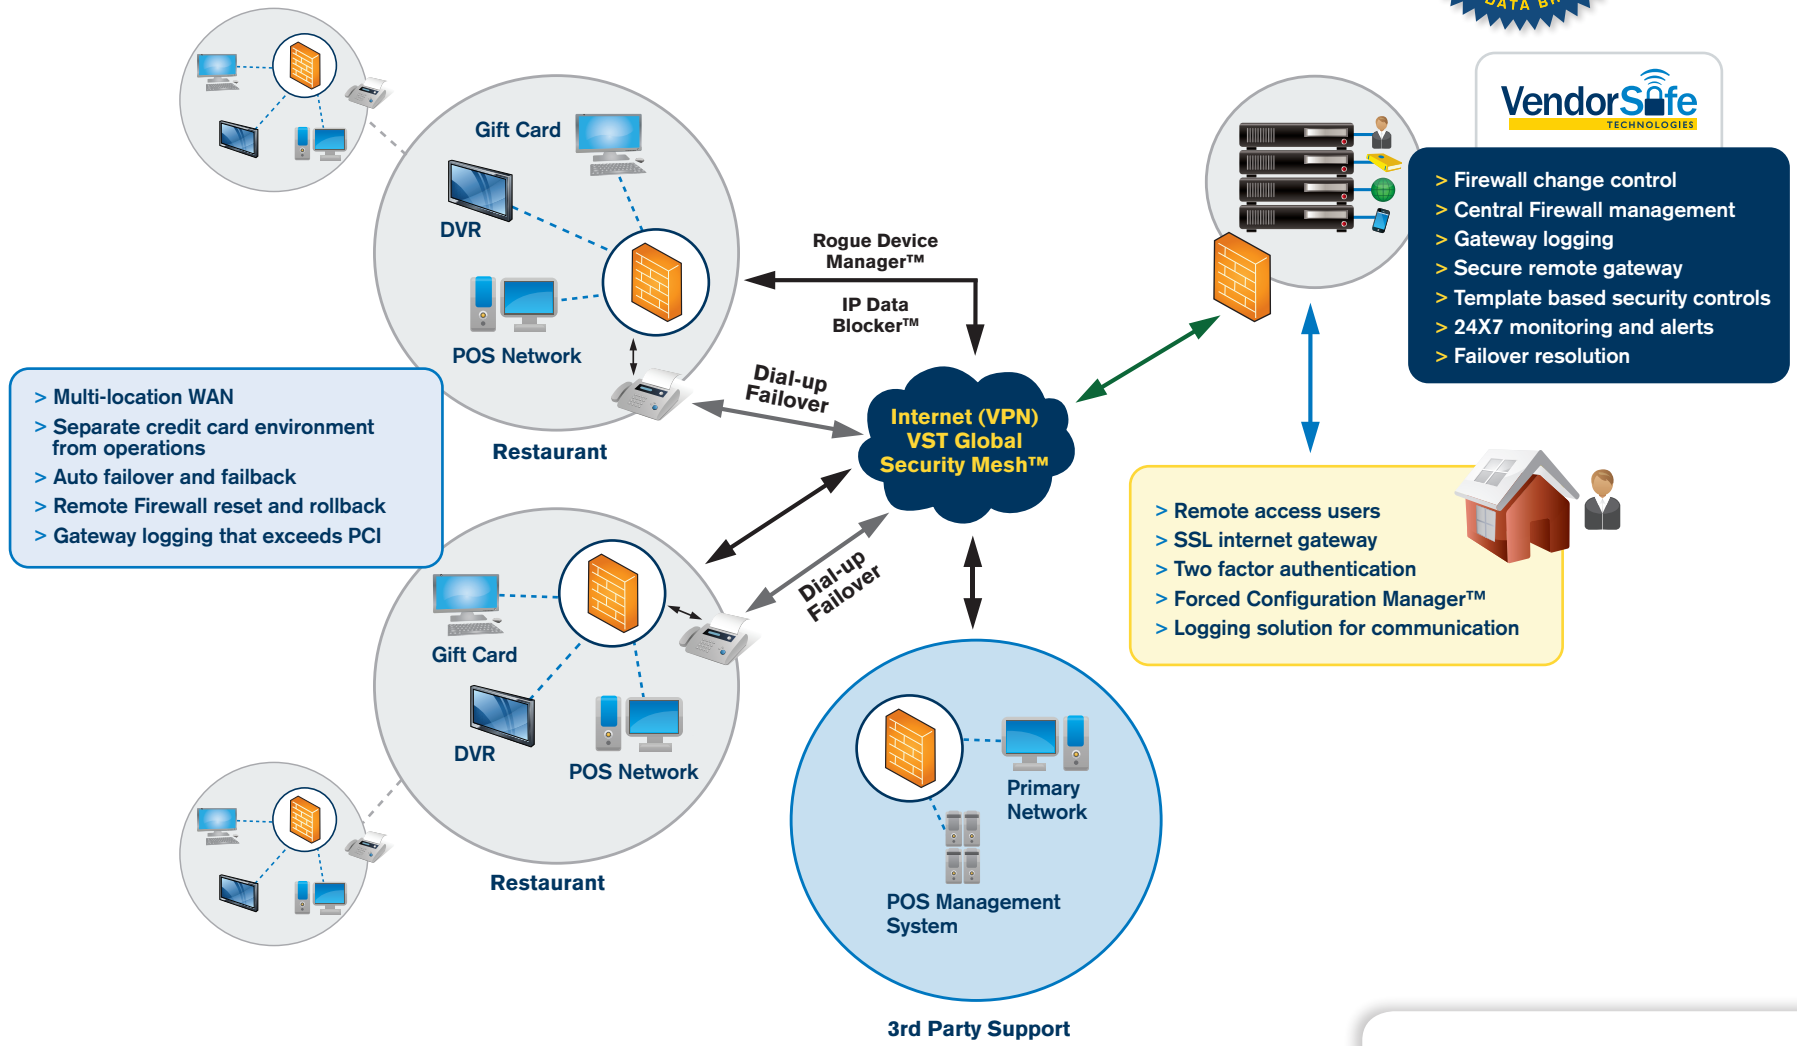 DATA
VendorSafe
TECHNOLOGIES
> Firewall change control
> Central Firewall management
> Gateway logging
> Secure remote gateway
> Template based security controls
> 24X7 monitoring and alerts
> Failover resolution
Gift Card
DVR
POS Network
Restaurant
Rogue Device
Manager™
IP Data
Blocker™
Dial-up
Failover
> Multi-location WAN
> Separate credit card environment
from operations
> Auto failover and failback
> Remote Firewall reset and rollback
> Gateway logging that exceeds PCI
Internet (VPN)
VST Global
Security Mesh™
> Remote access users
> SSL internet gateway
> Two factor authentication
> Forced Configuration Manager™
> Logging solution for communication
Dial-up
Failover
Gift Card
DVR
POS Network
Restaurant
Primary
Network
POS Management
System
3rd Party Support